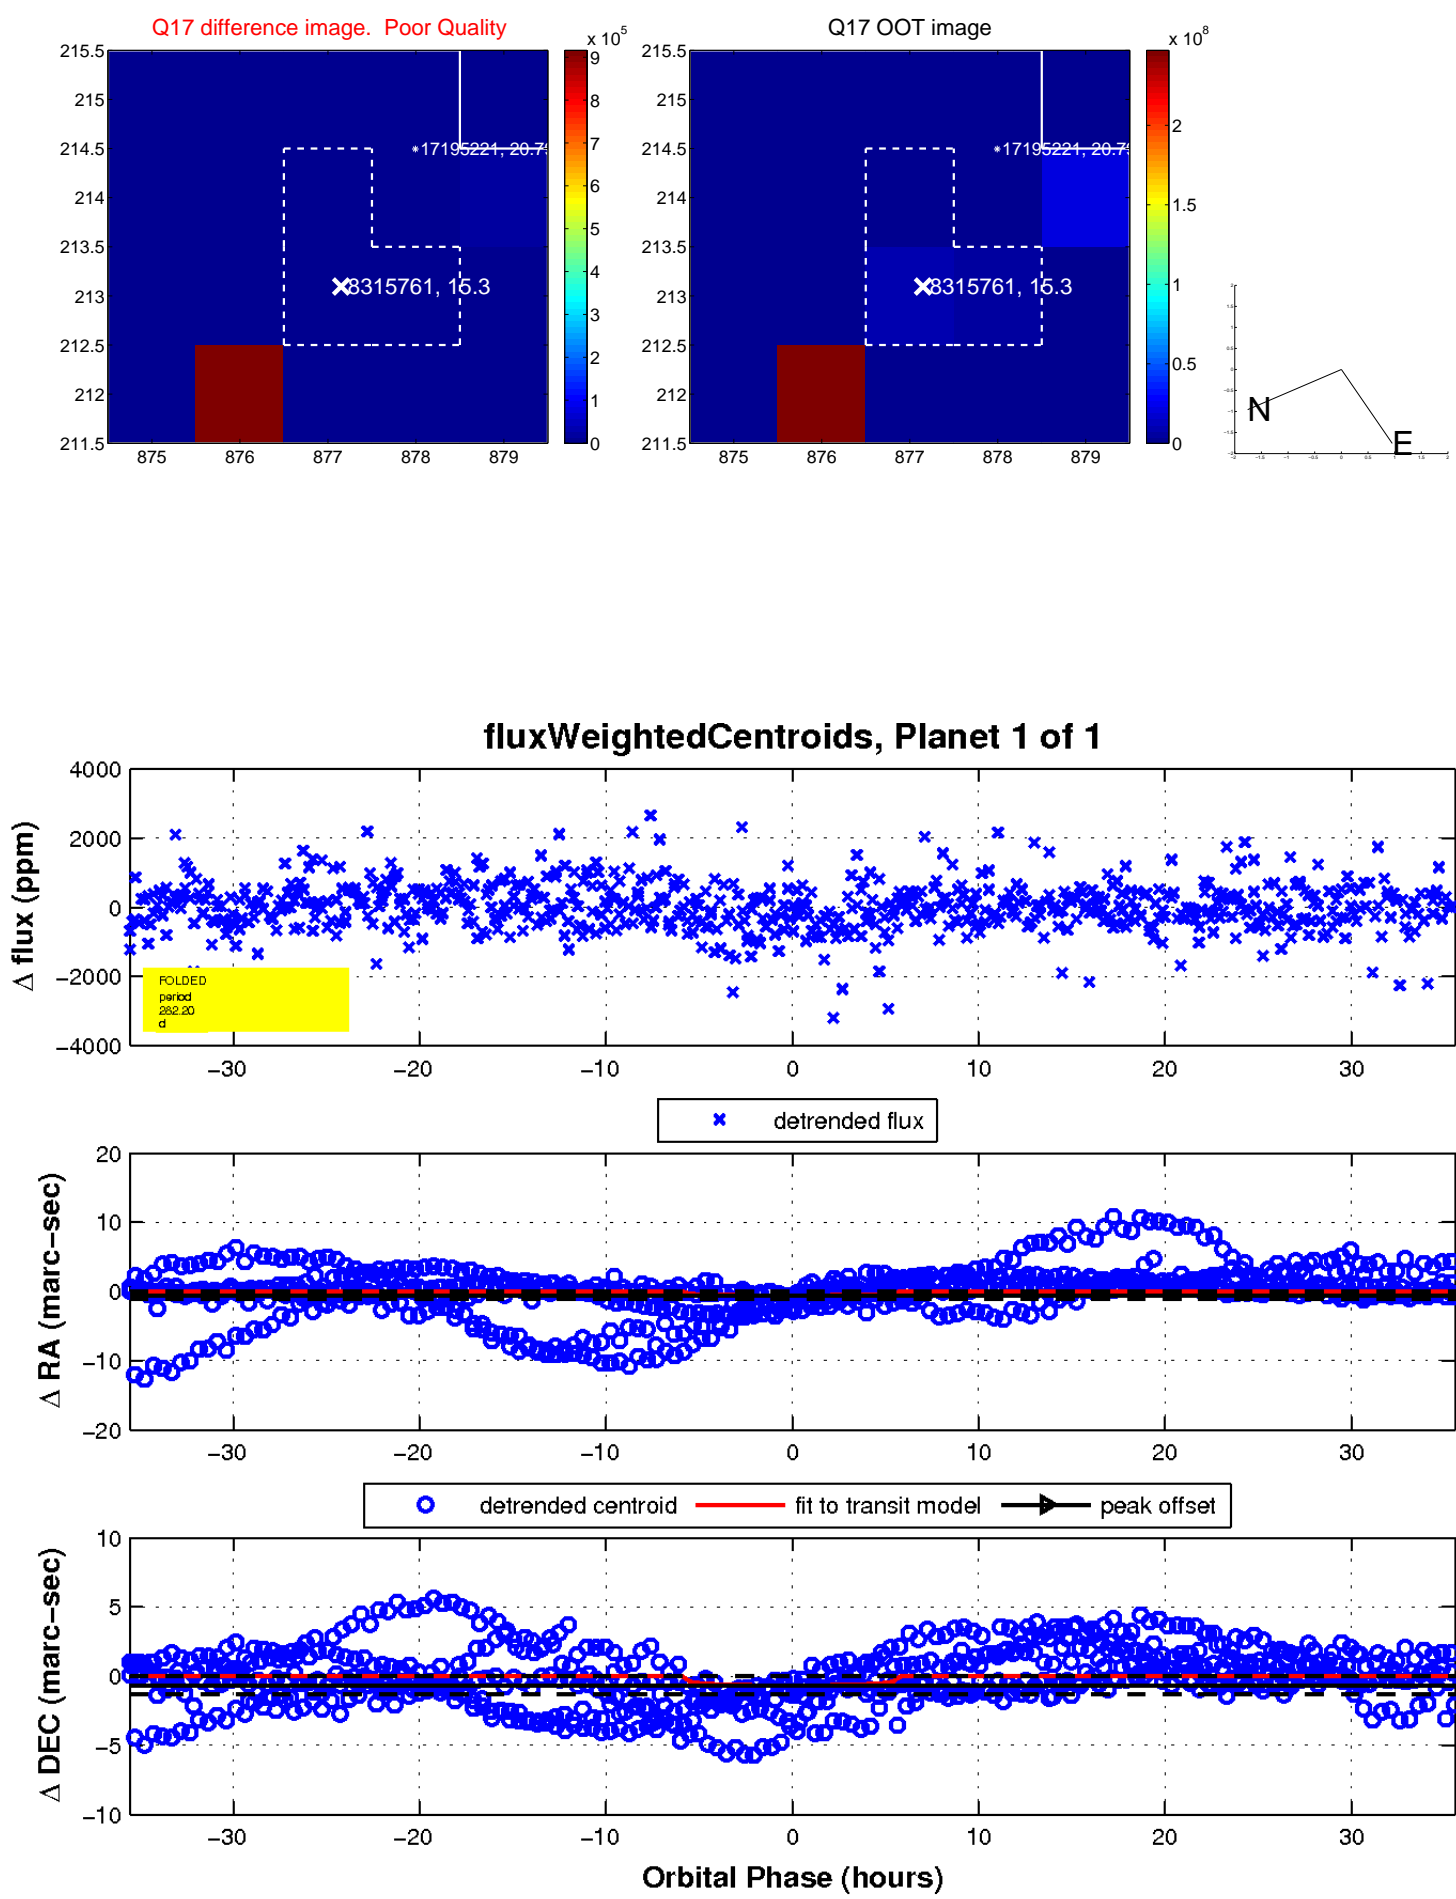 Q17 difference image.  Poor Quality
Q17 OOT image
x 10^5
x 10^8
215.5
215
214.5
214
213.5
213
212.5
212
211.5
875 876 877 878 879
9
8
7
6
5
4
3
2
1
0
*17195221, 20.7
8315761, 15.3
215.5
215
214.5
214
213.5
213
212.5
212
211.5
875 876 877 878 879
2
1.5
1
0.5
0
*17195221, 20.7
8315761, 15.3
N
E
fluxWeightedCentroids, Planet 1 of 1
Δ flux (ppm)
4000
2000
0
−2000
−4000
FOLDED
period
262.20
d
−30 −20 −10 0 10 20 30
detrended flux
Δ RA (marc−sec)
20
10
0
−10
−20
−30 −20 −10 0 10 20 30
detrended centroid fit to transit model peak offset
Δ DEC (marc−sec)
10
5
0
−5
−10
−30 −20 −10 0 10 20 30
Orbital Phase (hours)